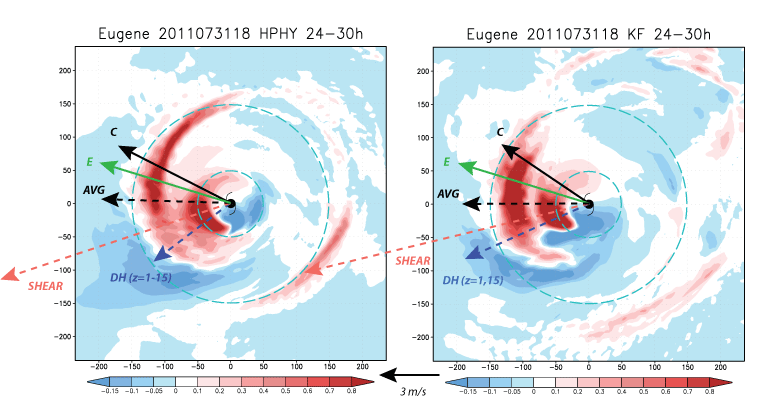 Eugene 2011073118 HPHY 24-30h
Eugene 2011073118 KF 24-30h
200
150
100
50
0
-50
-100
-150
-200
C
E
AVG
SHEAR
DH (z=1-15)
-200 -150 -100 -50 0 50 100 150 200
-0.15 -0.1 -0.05 0 0.1 0.2 0.3 0.4 0.5 0.6 0.7 0.8
200
150
100
50
0
-50
-100
-150
-200
C
E
AVG
SHEAR
DH (z=1,15)
-200 -150 -100 -50 0 50 100 150 200
-0.15 -0.1 -0.05 0 0.1 0.2 0.3 0.4 0.5 0.6 0.7 0.8
3 m/s